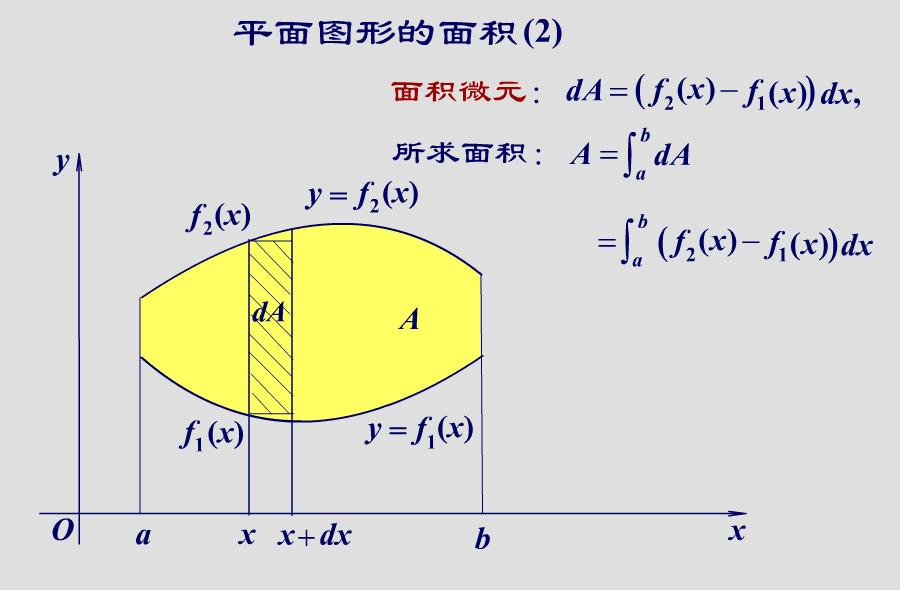 平面图形的面积(2)
面积微元: dA = (f₂(x) − f₁(x))dx,
所求面积: A = ∫ₐᵇ dA
= ∫ₐᵇ (f₂(x) − f₁(x))dx
y
y = f₂(x)
f₂(x)
dA
A
f₁(x)
y = f₁(x)
O a x x+dx b x